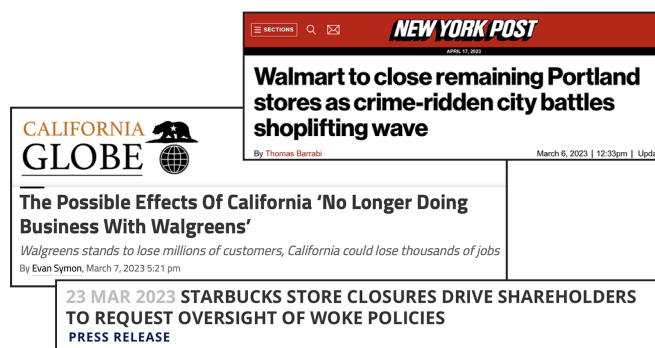 SECTIONS
NEW YORK POST
APRIL 17, 2023
Walmart to close remaining Portland
stores as crime-ridden city battles
shoplifting wave
By Thomas Barrabi March 6, 2023 | 12:33pm |
CALIFORNIA
GLOBE
The Possible Effects Of California ‘No Longer Doing
Business With Walgreens’
Walgreens stands to lose millions of customers, California could lose thousands of jobs
By Evan Symon, March 7, 2023 5:21 pm
23 MAR 2023 STARBUCKS STORE CLOSURES DRIVE SHAREHOLDERS
TO REQUEST OVERSIGHT OF WOKE POLICIES
PRESS RELEASE